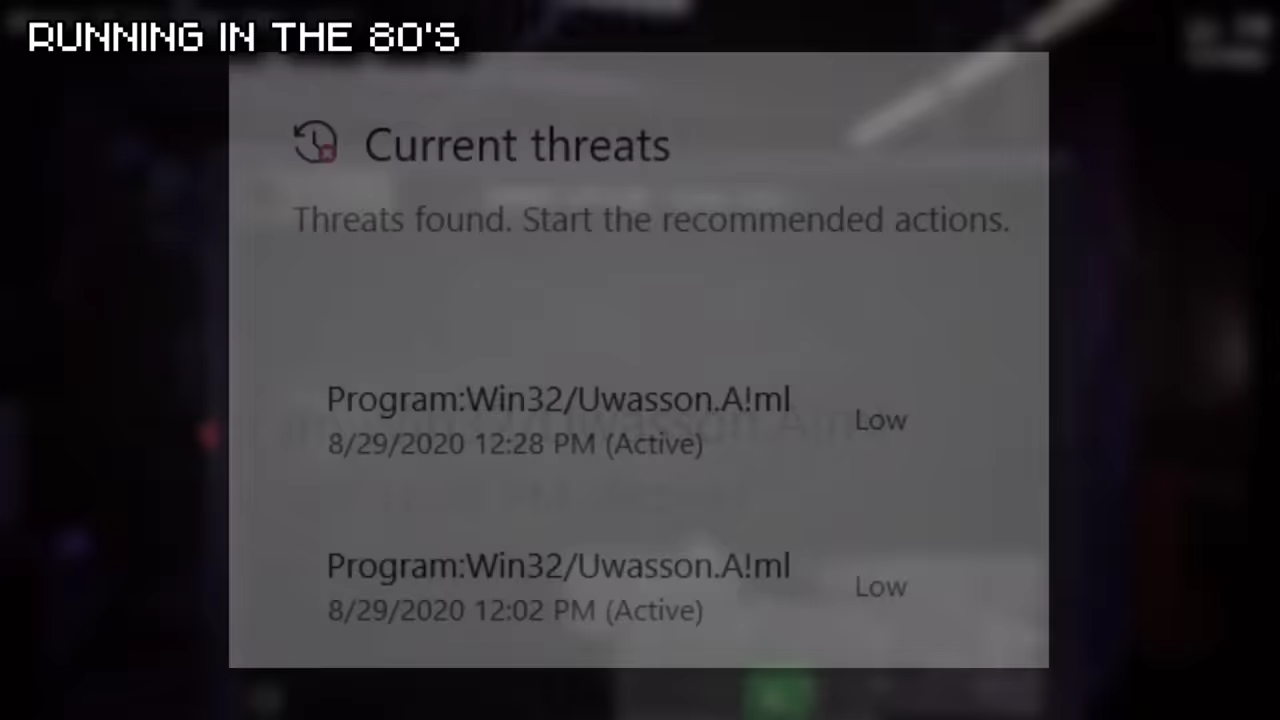 RUNNING IN THE 80'S
Current threats
Threats found. Start the recommended actions.
Program:Win32/Uwasson.A!ml
Low
8/29/2020 12:28 PM (Active)
Program:Win32/Uwasson.A!ml
Low
8/29/2020 12:02 PM (Active)